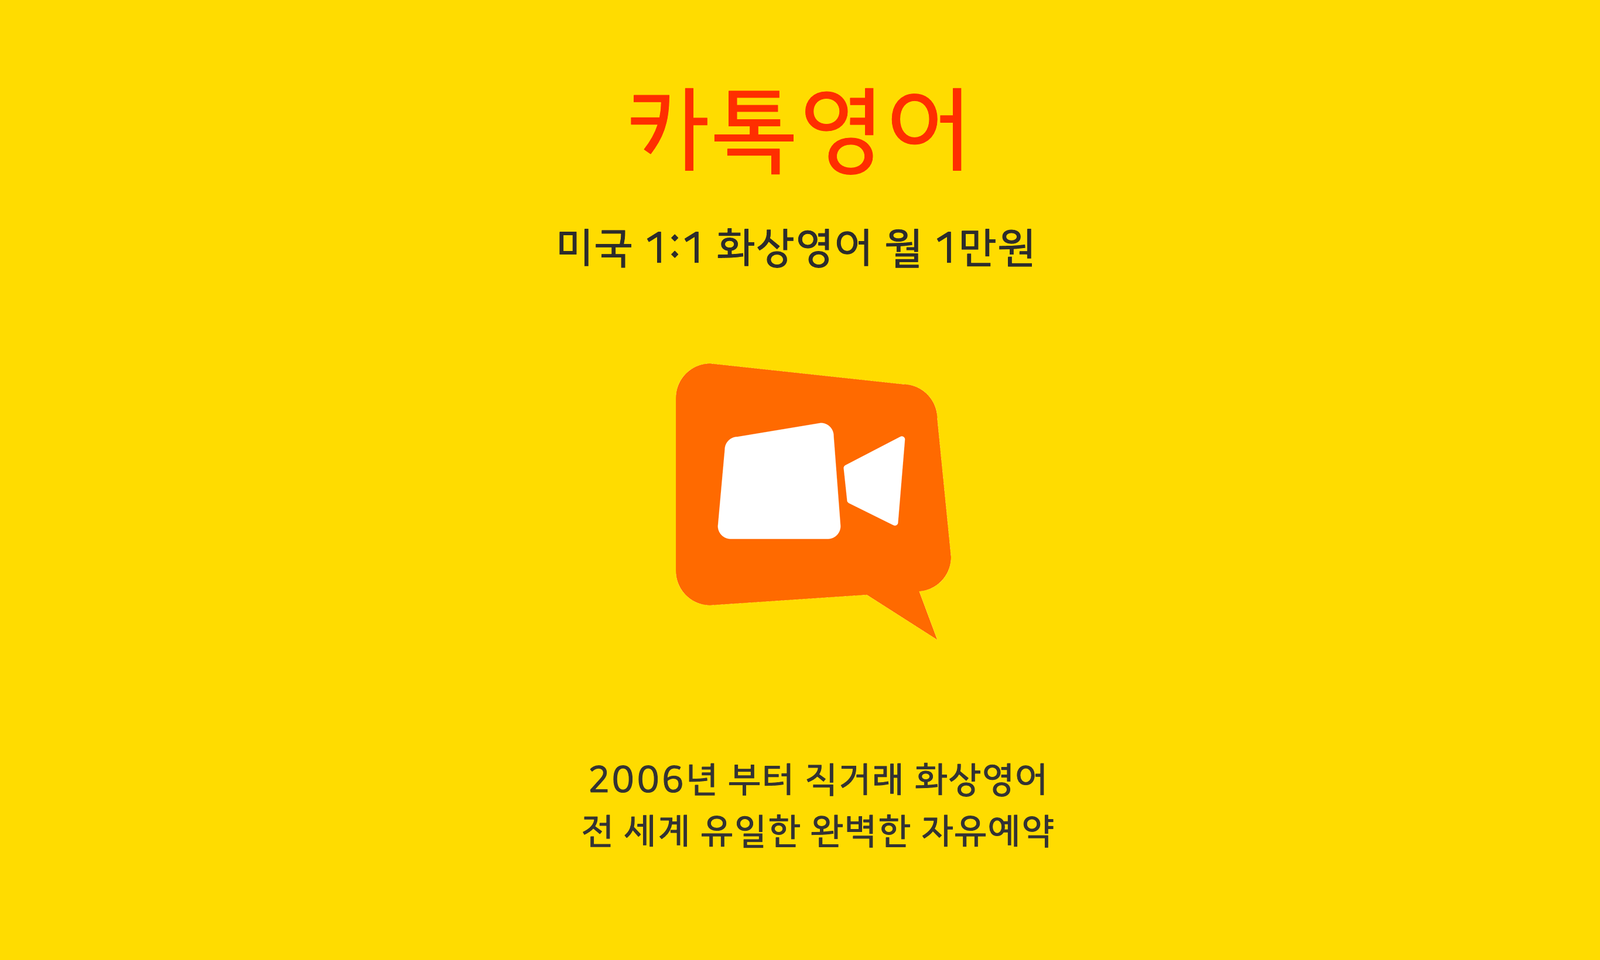 카톡영어
미국 1:1 화상영어 월 1만원
2006년 부터 직거래 화상영어
전 세계 유일한 완벽한 자유예약